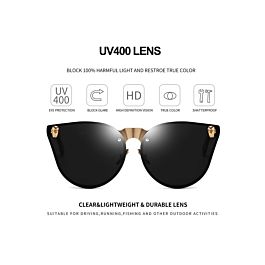 UV400 LENS
BLOCK 100% HARMFUL LIGHT AND RESTROE TRUE COLOR
UV 400 HD
EYE PROTECTION BLOCK GLARE HIGH DEFINITION VISION TRUE COLOR SHATTERPROOF
CLEAR&LIGHTWEIGHT & DURABLE LENS
SUITABLE FOR DRIVING,RUNNING,FISHING AND OTHER OUTDOOR ACTIVITIES